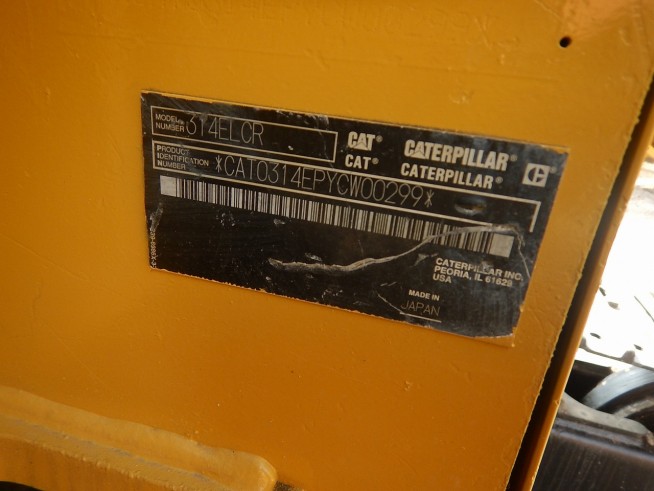 MODEL
NUMBER 314ELCR
CAT® CATERPILLAR®
CAT® CATERPILLAR®
PRODUCT
IDENTIFICATION
NUMBER *CAT0314EPYCW00299*
CATERPILLAR INC.
PEORIA, IL 61629
USA
MADE IN
JAPAN